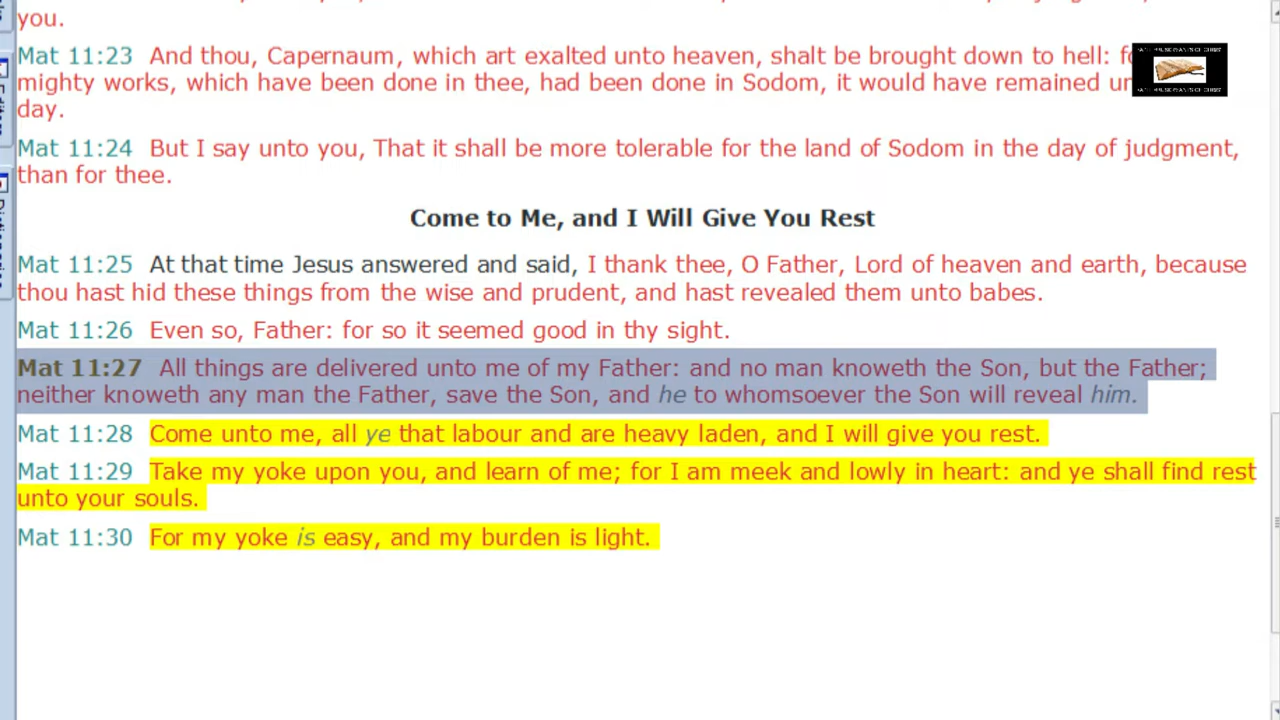 you.
Mat 11:23 And thou, Capernaum, which art exalted unto heaven, shalt be brought down to hell:
mighty works, which have been done in thee, had been done in Sodom, it would have remained
day.
Mat 11:24 But I say unto you, That it shall be more tolerable for the land of Sodom in the day of judgment,
than for thee.
Come to Me, and I Will Give You Rest
Mat 11:25 At that time Jesus answered and said, I thank thee, O Father, Lord of heaven and earth, because
thou hast hid these things from the wise and prudent, and hast revealed them unto babes.
Mat 11:26 Even so, Father: for so it seemed good in thy sight.
Mat 11:27 All things are delivered unto me of my Father: and no man knoweth the Son, but the Father;
neither knoweth any man the Father, save the Son, and he to whomsoever the Son will reveal him.
Mat 11:28 Come unto me, all ye that labour and are heavy laden, and I will give you rest.
Mat 11:29 Take my yoke upon you, and learn of me; for I am meek and lowly in heart: and ye shall find rest
unto your souls.
Mat 11:30 For my yoke is easy, and my burden is light.